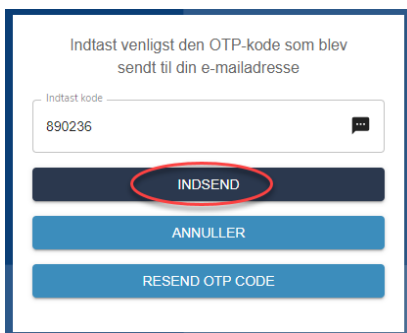 Indtast venligst den OTP-kode som blev
sendt til din e-mailadresse
Indtast kode
890236
INDSEND
ANNULLER
RESEND OTP CODE